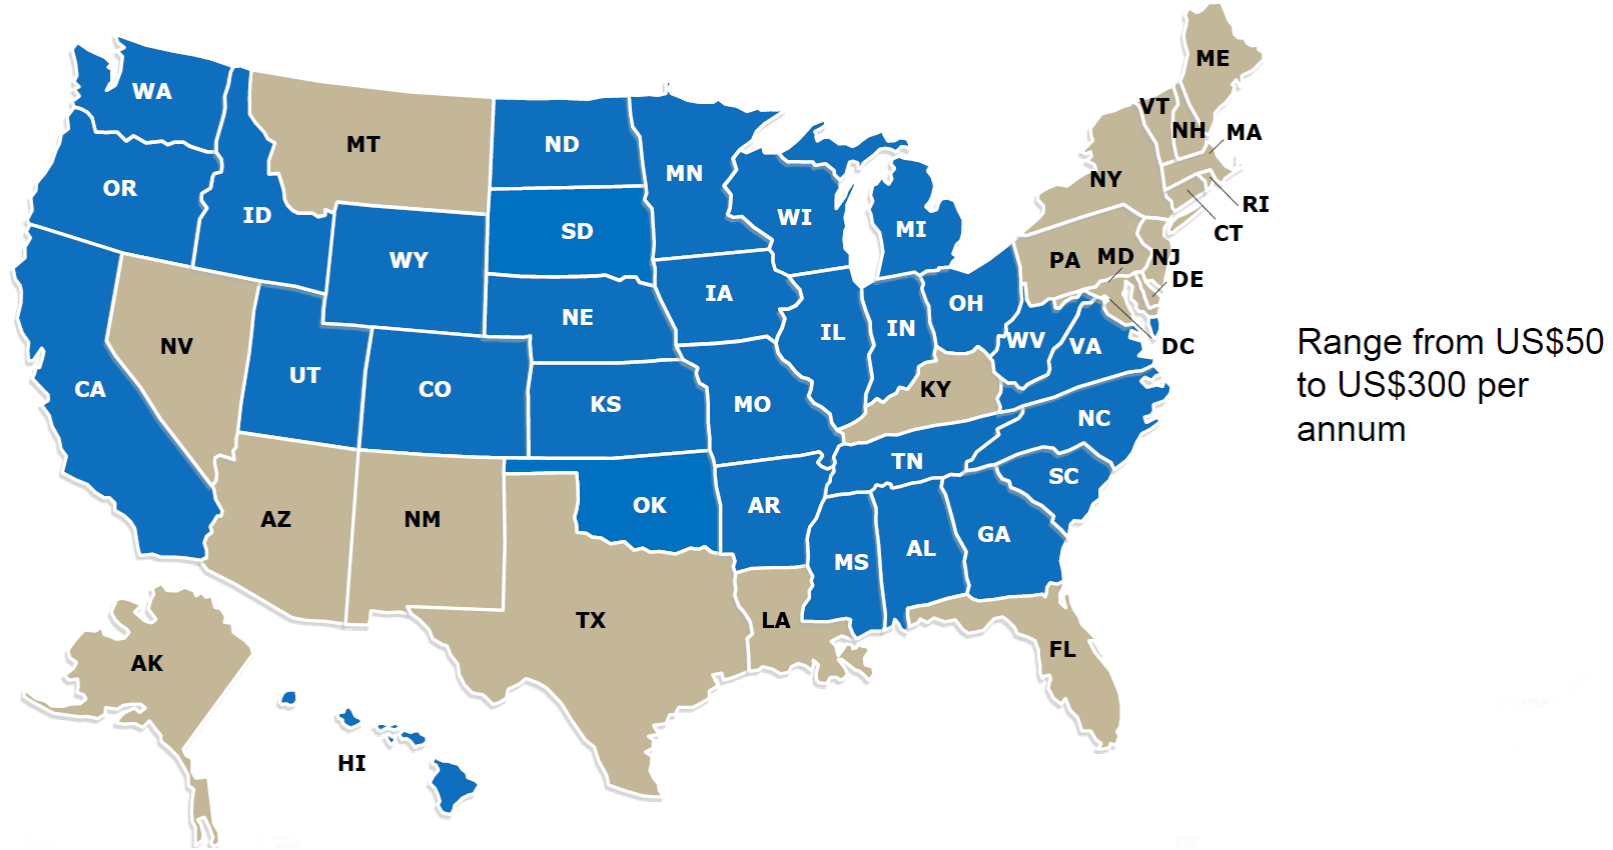 ME
WA
VT
NH
MA
MT
ND
MN
OR
NY
ID
WI
RI
SD
MI
CT
WY
PA
MD
NJ
DE
IA
OH
NE
IL
IN
WV
VA
DC
NV
UT
CO
CA
KS
MO
KY
NC
TN
SC
OK
AR
AZ
NM
GA
AL
MS
TX
LA
FL
AK
HI
Range from US$50
to US$300 per
annum